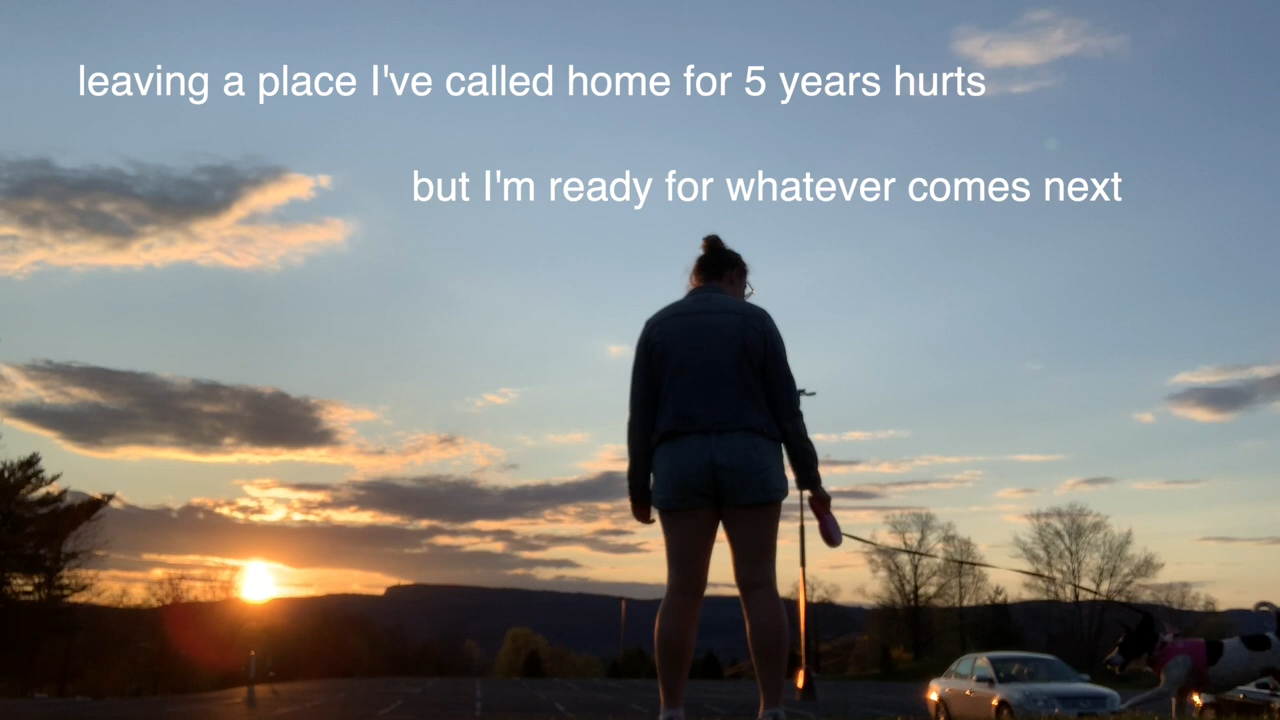 leaving a place I've called home for 5 years hurts
but I'm ready for whatever comes next